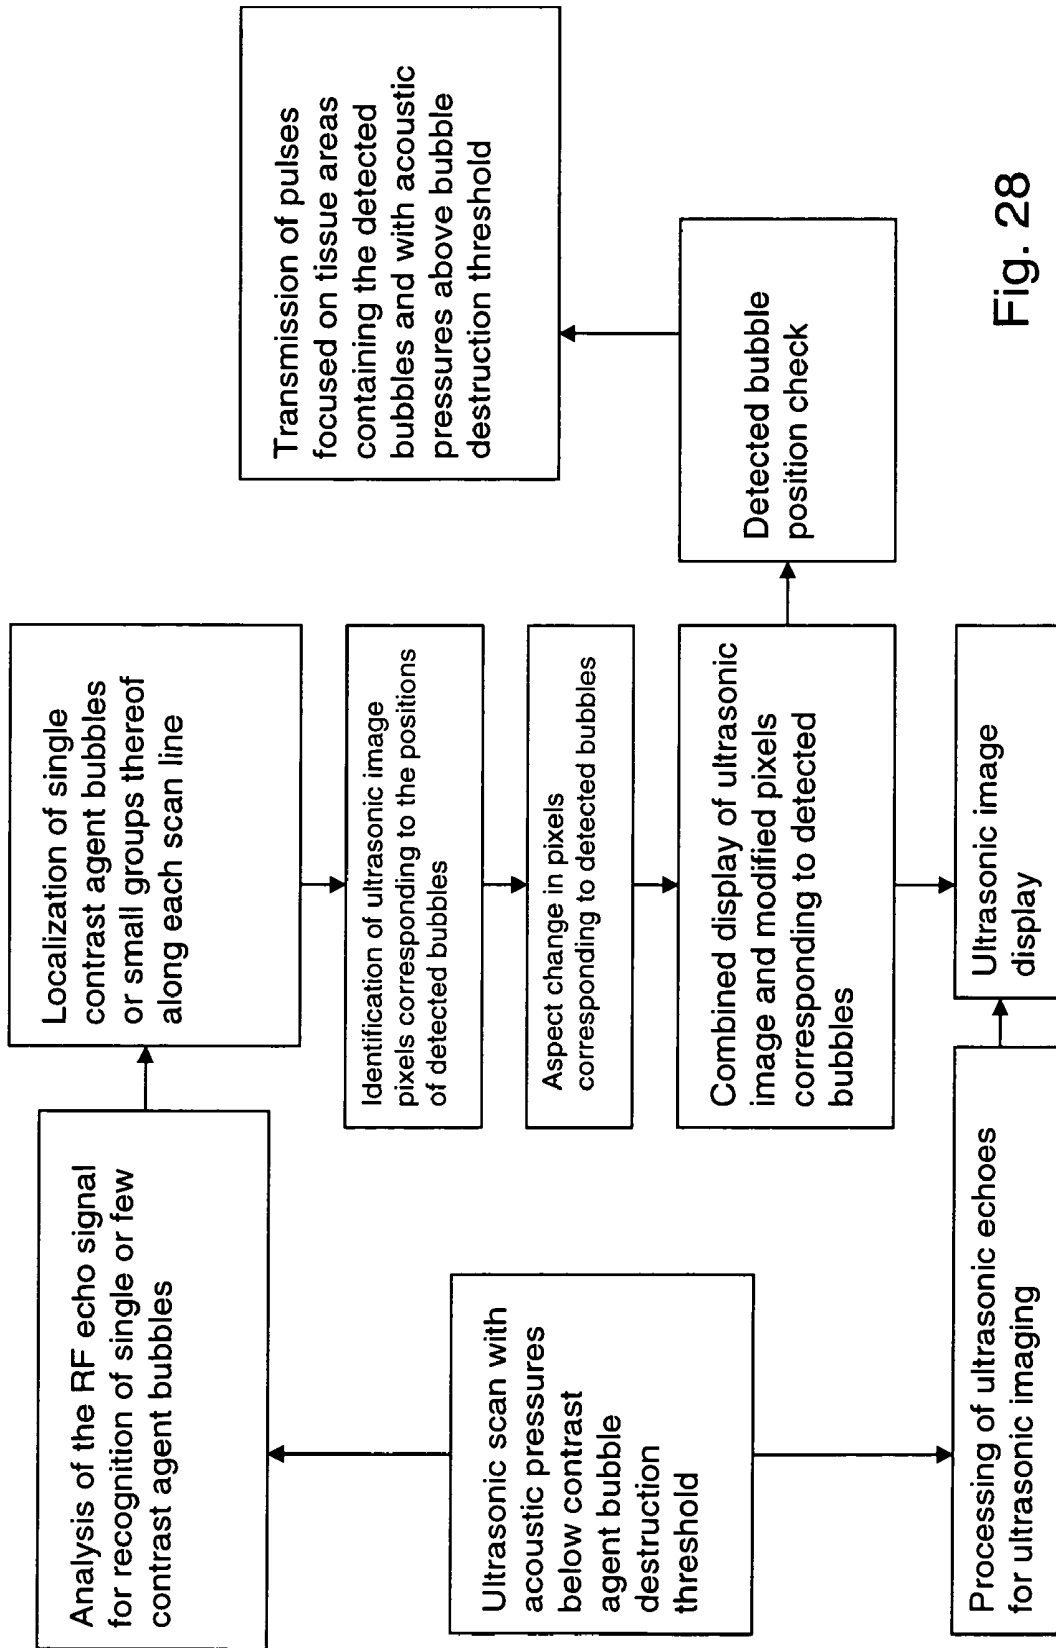 Analysis of the RF echo signal
for recognition of single or few
contrast agent bubbles
Ultrasonic scan with
acoustic pressures
below contrast
agent bubble
destruction
threshold
Processing of ultrasonic echoes
for ultrasonic imaging
Localization of single
contrast agent bubbles
or small groups thereof
along each scan line
Identification of ultrasonic image
pixels corresponding to the positions
of detected bubbles
Aspect change in pixels
corresponding to detected bubbles
Combined display of ultrasonic
image and modified pixels
corresponding to detected
bubbles
Ultrasonic image
display
Detected bubble
position check
Transmission of pulses
focused on tissue areas
containing the detected
bubbles and with acoustic
pressures above bubble
destruction threshold
Fig. 28